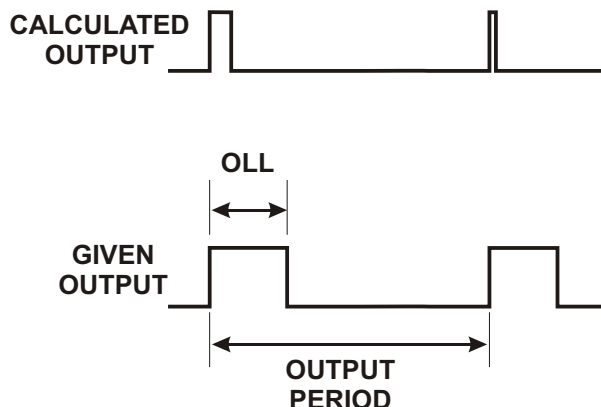 CALCULATED
OUTPUT
OLL
GIVEN
OUTPUT
OUTPUT
PERIOD